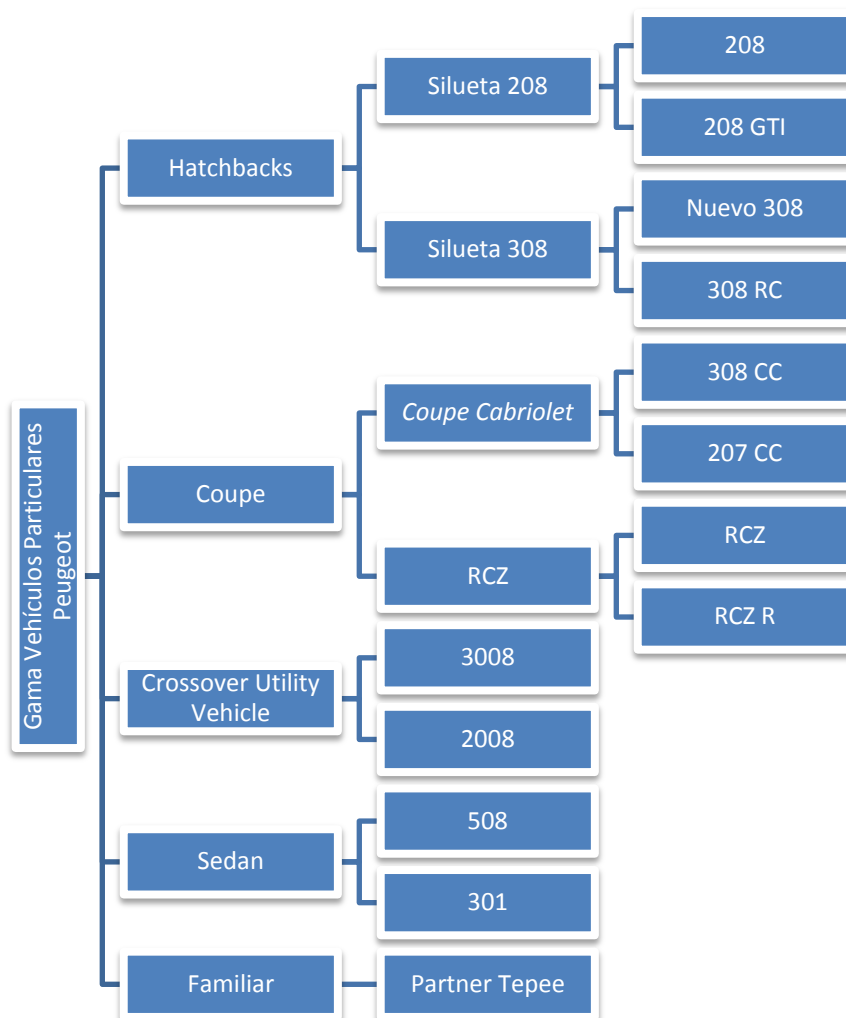 Gama Vehículos Particulares
Peugeot
Hatchbacks
Silueta 208
208
208 GTI
Silueta 308
Nuevo 308
308 RC
Coupe
Coupe Cabriolet
308 CC
207 CC
RCZ
RCZ
RCZ R
Crossover Utility
Vehicle
3008
2008
Sedan
508
301
Familiar
Partner Tepee